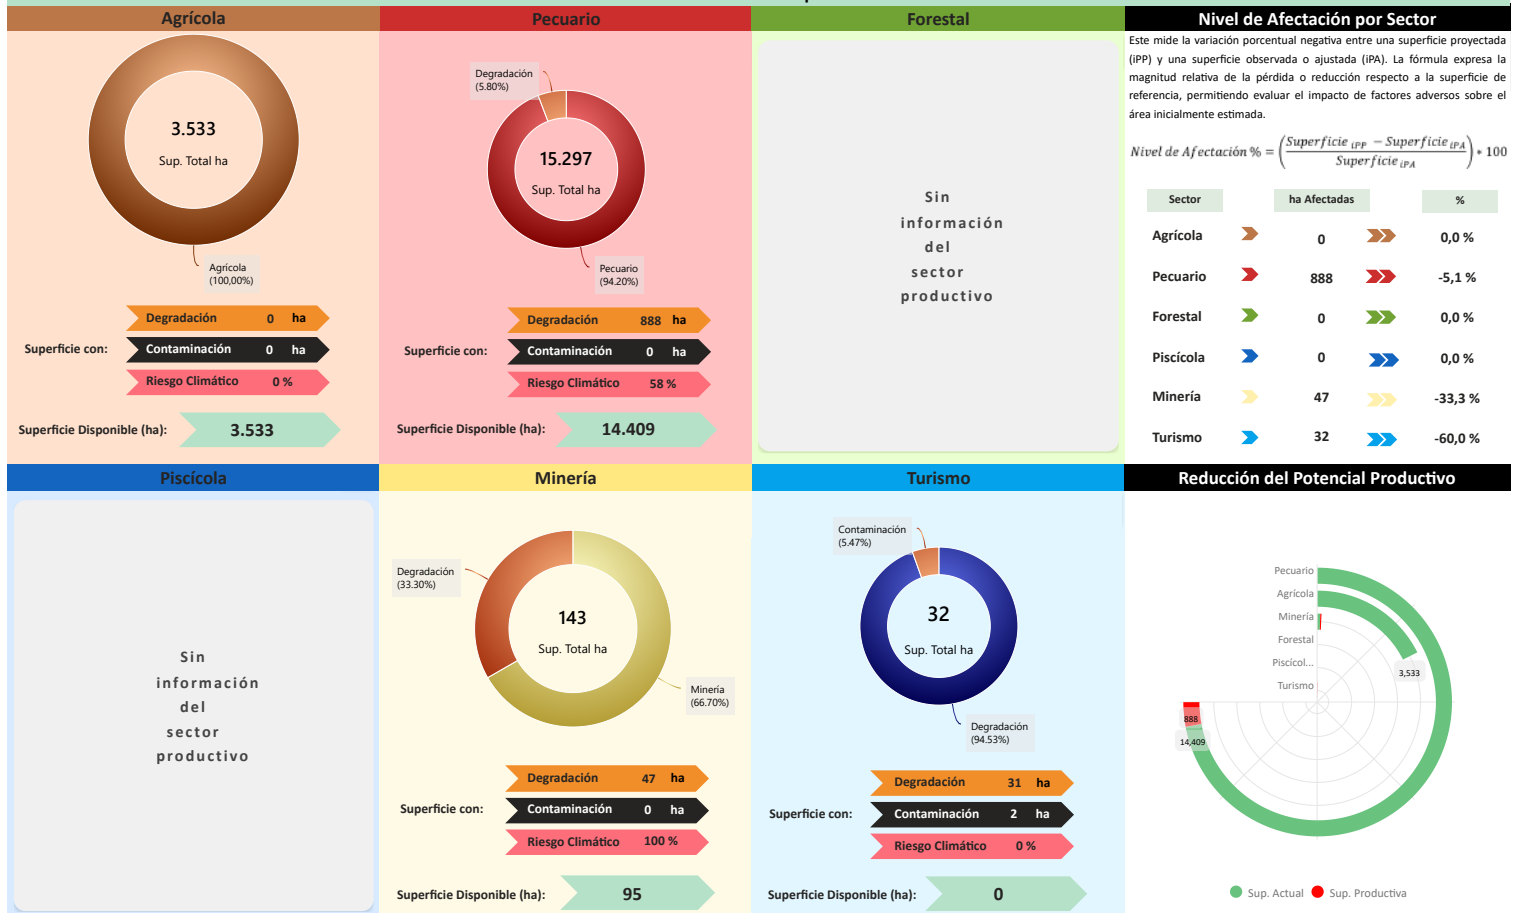 Agrícola
3.533
Sup. Total ha
Agrícola
(100,00%)
Superficie con:
Degradación 0 ha
Contaminación 0 ha
Riesgo Climático 0 %
Superficie Disponible (ha): 3.533
Pecuario
Degradación
(5.80%)
15.297
Sup. Total ha
Pecuario
(94.20%)
Superficie con:
Degradación 888 ha
Contaminación 0 ha
Riesgo Climático 58 %
Superficie Disponible (ha): 14.409
Forestal
Sin
información
del
sector
productivo
Nivel de Afectación por Sector
Este mide la variación porcentual negativa entre una superficie proyectada
(iPP) y una superficie observada o ajustada (iPA). La fórmula expresa la
magnitud relativa de la pérdida o reducción respecto a la superficie de
referencia, permitiendo evaluar el impacto de factores adversos sobre el
área inicialmente estimada.
Nivel de Afectación % = (Superficie iPP − Superficie iPA / Superficie iPA) * 100
Sector ha Afectadas %
Agrícola 0 0,0 %
Pecuario 888 -5,1 %
Forestal 0 0,0 %
Piscícola 0 0,0 %
Minería 47 -33,3 %
Turismo 32 -60,0 %
Piscícola
Sin
información
del
sector
productivo
Minería
Degradación
(33.30%)
143
Sup. Total ha
Minería
(66.70%)
Superficie con:
Degradación 47 ha
Contaminación 0 ha
Riesgo Climático 100 %
Superficie Disponible (ha): 95
Turismo
Contaminación
(5.47%)
32
Sup. Total ha
Degradación
(94.53%)
Superficie con:
Degradación 31 ha
Contaminación 2 ha
Riesgo Climático 0 %
Superficie Disponible (ha): 0
Reducción del Potencial Productivo
Pecuario
Agrícola
Minería
Forestal
Piscícol...
Turismo
3,533
888
14,409
Sup. Actual Sup. Productiva